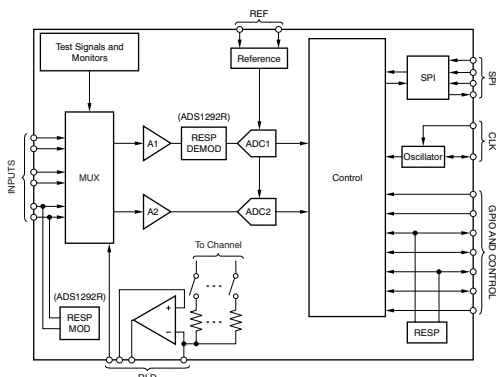 REF
Test Signals and
Monitors
Reference
SPI
SPI
(ADS1292R)
A1
RESP
DEMOD
ADC1
CLK
Oscillator
INPUTS
MUX
Control
A2
ADC2
GPIO AND CONTROL
To Channel
(ADS1292R)
RESP
MOD
+
−
RESP
RLD